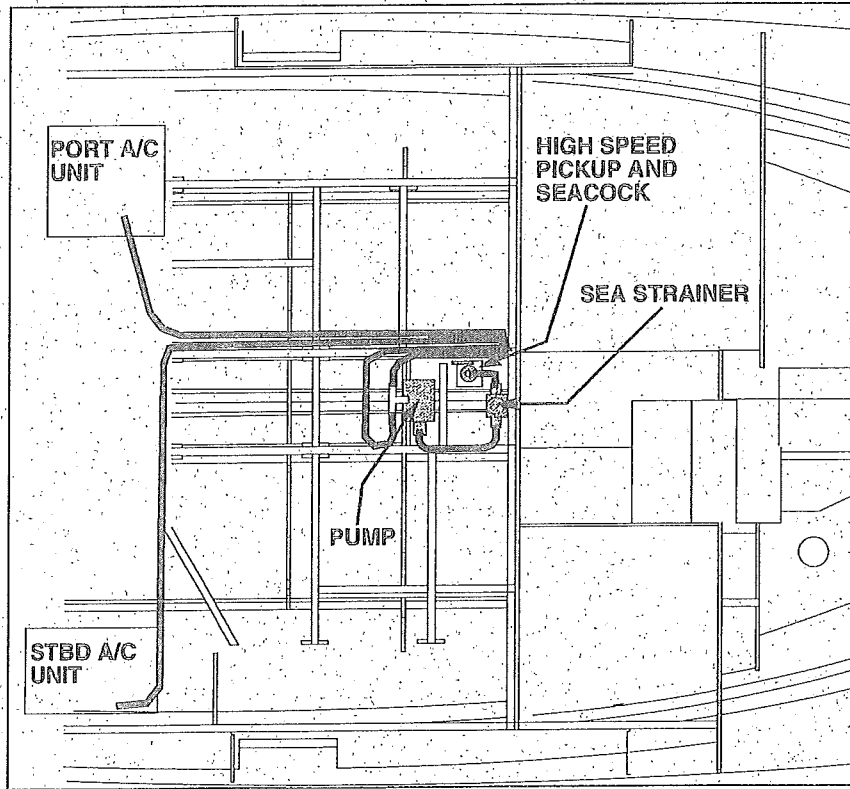 PORT A/C
UNIT
HIGH SPEED
PICKUP AND
SEACOCK
SEA STRAINER
PUMP
STBD A/C
UNIT